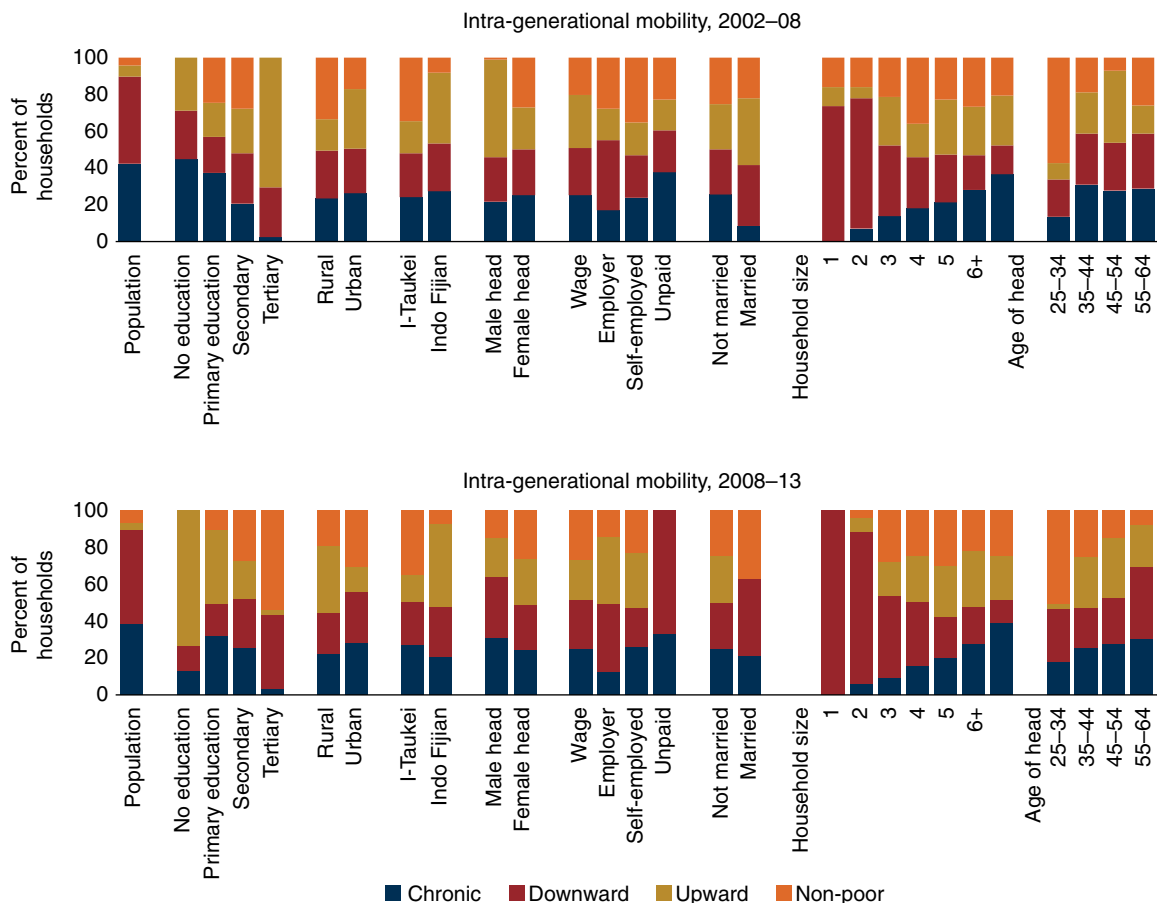 Intra-generational mobility, 2002–08
Percent of
households
100
80
60
40
20
0
Population
No education
Primary education
Secondary
Tertiary
Rural
Urban
I-Taukei
Indo Fijian
Male head
Female head
Wage
Employer
Self-employed
Unpaid
Not married
Married
Household size
1
2
3
4
5
6+
Age of head
25–34
35–44
45–54
55–64
Intra-generational mobility, 2008–13
Percent of
households
100
80
60
40
20
0
Population
No education
Primary education
Secondary
Tertiary
Rural
Urban
I-Taukei
Indo Fijian
Male head
Female head
Wage
Employer
Self-employed
Unpaid
Not married
Married
Household size
1
2
3
4
5
6+
Age of head
25–34
35–44
45–54
55–64
Chronic Downward Upward Non-poor